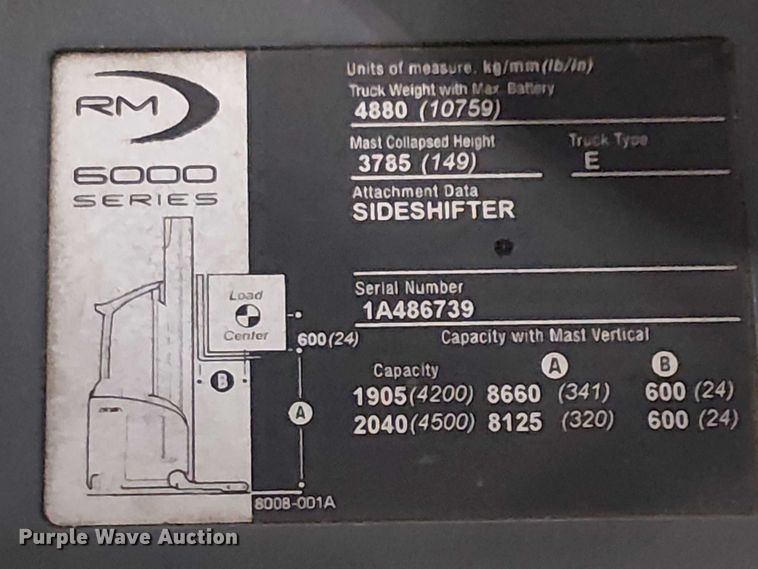 RM
6000
SERIES
Load
Center
600(24)
B
A
8008-001A
Units of measure. kg/mm(lb/in)
Truck Weight with Max. Battery
4880 (10759)
Mast Collapsed Height Truck Type
3785 (149) E
Attachment Data
SIDESHIFTER
Serial Number
1A486739
Capacity with Mast Vertical
Capacity A B
1905(4200) 8660 (341) 600 (24)
2040(4500) 8125 (320) 600 (24)
Purple Wave Auction